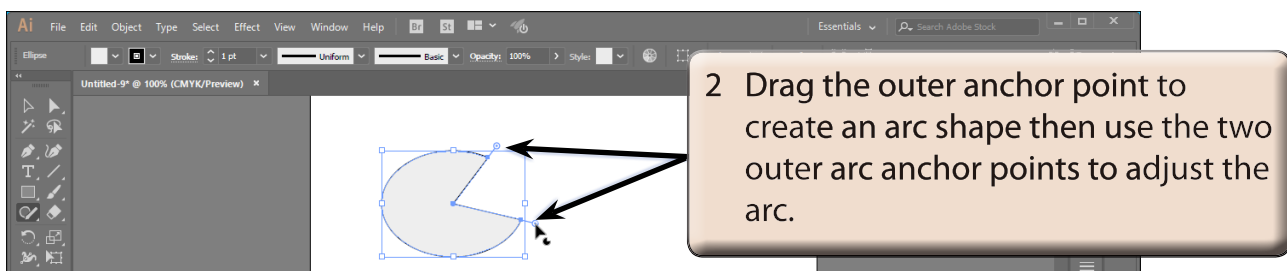 Ai File Edit Object Type Select Effect View Window Help Br St Essentials Search Adobe Stock
Ellipse Stroke: 1 pt Uniform Basic Opacity: 100% Style:
Untitled-9* @ 100% (CMYK/Preview) ×
2 Drag the outer anchor point to
create an arc shape then use the two
outer arc anchor points to adjust the
arc.